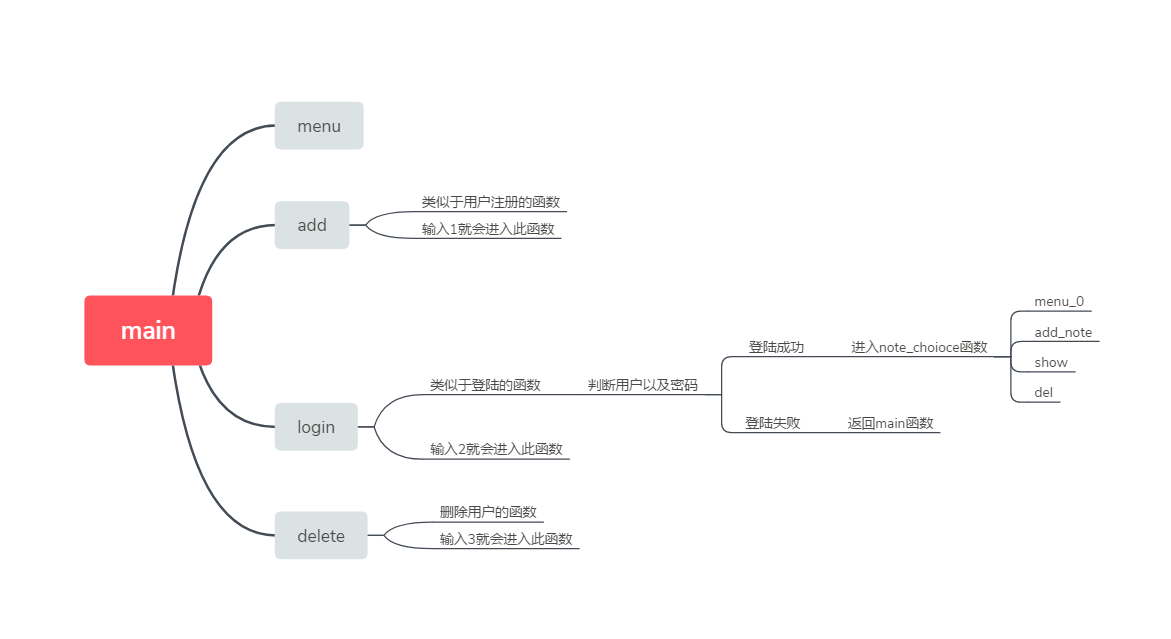 main
menu
add
类似于用户注册的函数
输入1就会进入此函数
login
类似于登陆的函数
判断用户以及密码
登陆成功
进入note_choioce函数
menu_0
add_note
show
del
登陆失败
返回main函数
输入2就会进入此函数
delete
删除用户的函数
输入3就会进入此函数